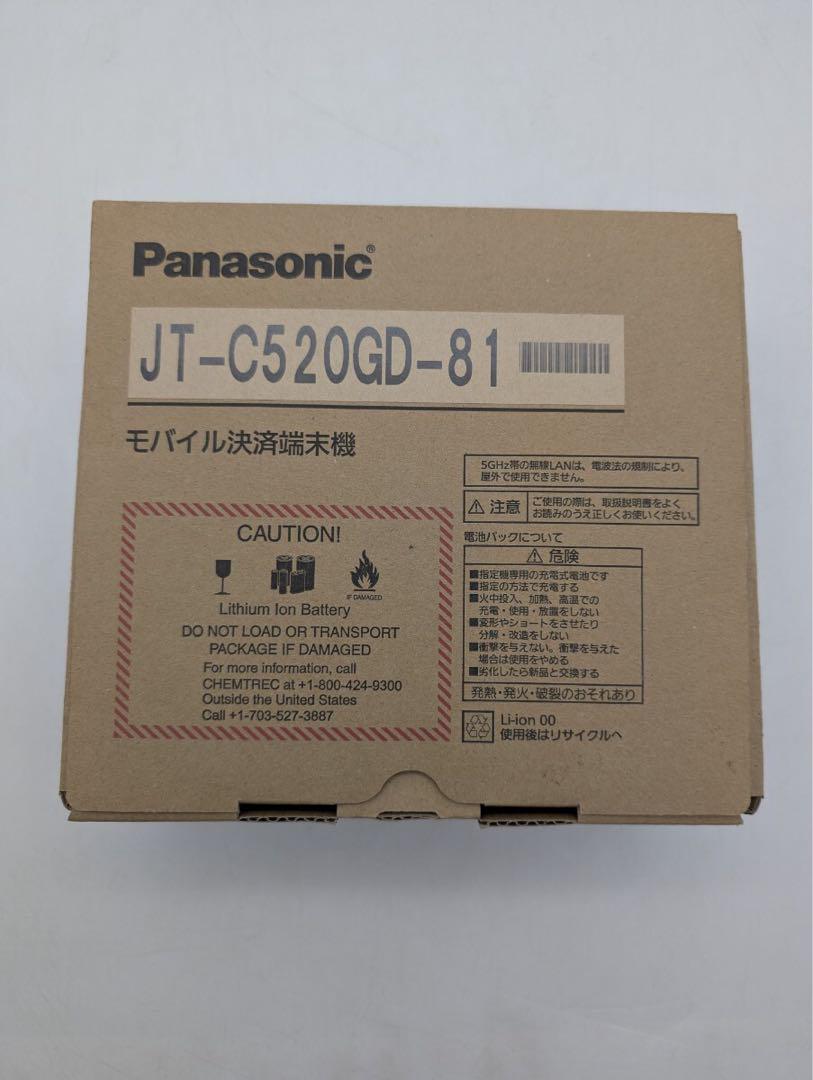 Panasonic®
JT-C520GD-81
モバイル決済端末機
5GHz帯の無線LANは、電波法の規制により、
屋外で使用できません。
注意
ご使用の際は、取扱説明書をよく
お読みのうえ正しくお使いください。
電池パックについて
危険
■指定機専用の充電式電池です
■指定の方法で充電する
■火中投入、加熱、高温での
充電・使用・放置をしない
■変形やショートをさせたり
分解・改造をしない
■衝撃を与えない。衝撃を与えた
場合は使用をやめる
■劣化したら新品と交換する
発熱・発火・破裂のおそれあり
Li-ion 00
使用後はリサイクルへ
CAUTION!
IF DAMAGED
Lithium Ion Battery
DO NOT LOAD OR TRANSPORT
PACKAGE IF DAMAGED
For more information, call
CHEMTREC at +1-800-424-9300
Outside the United States
Call +1-703-527-3887